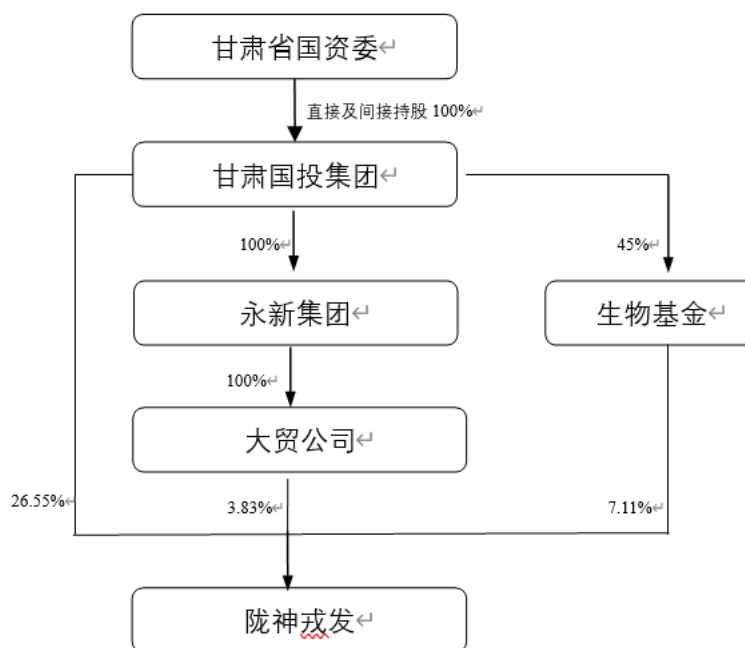 甘肃省国资委
直接及间接持股 100%
甘肃国投集团
100%
45%
永新集团
生物基金
100%
大贸公司
26.55%
3.83%
7.11%
陇神戎发